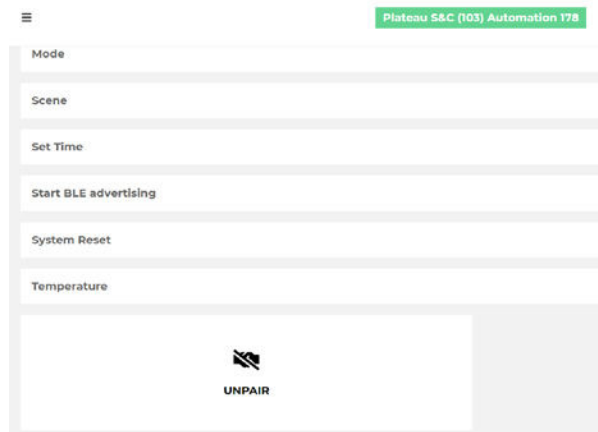 Plateau S&C (103) Automation 178
Mode
Scene
Set Time
Start BLE advertising
System Reset
Temperature
UNPAIR